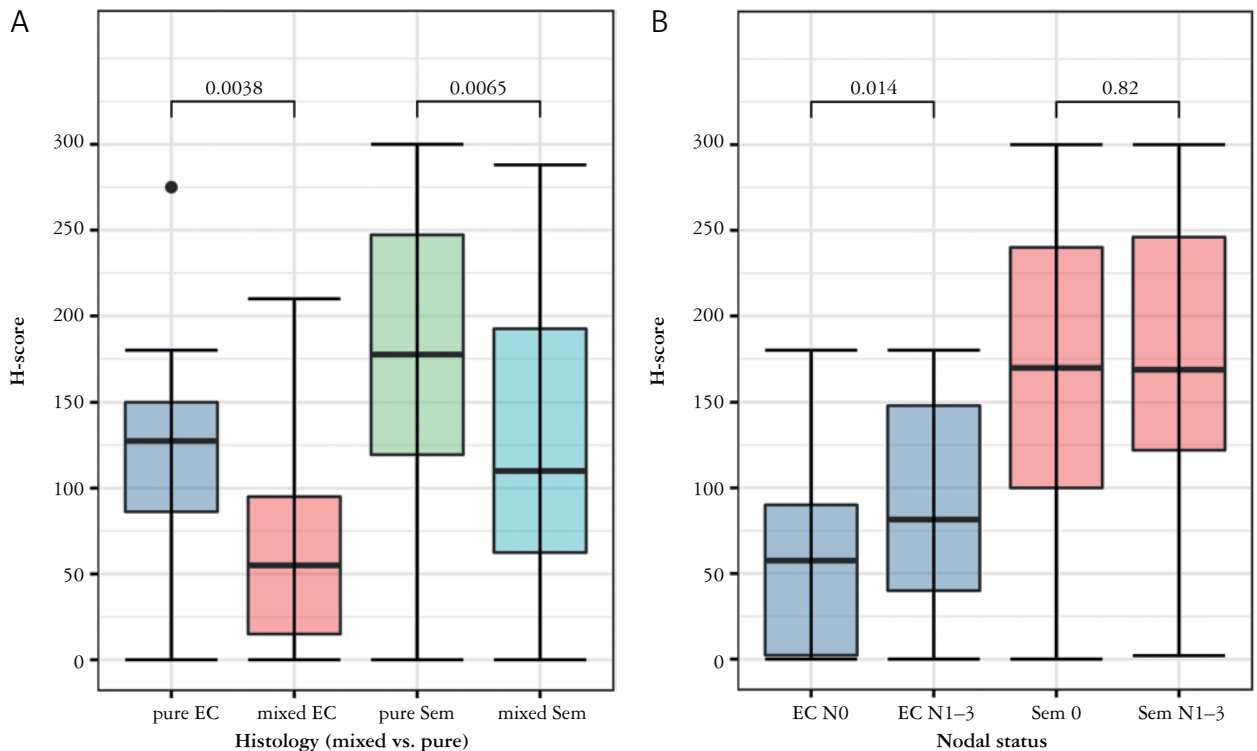 A
0.0038
0.0065
300
250
200
150
100
50
0
H-score
pure EC
mixed EC
pure Sem
mixed Sem
Histology (mixed vs. pure)
B
0.014
0.82
300
250
200
150
100
50
0
H-score
EC N0
EC N1–3
Sem 0
Sem N1–3
Nodal status